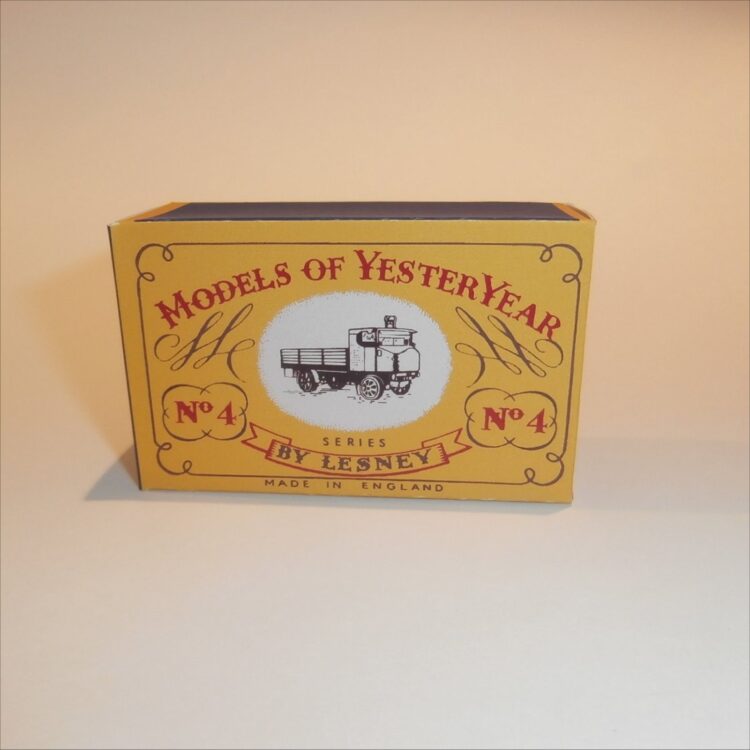 MODELS OF YESTERYEAR
Nº 4
Nº 4
SERIES
BY LESNEY
MADE IN ENGLAND